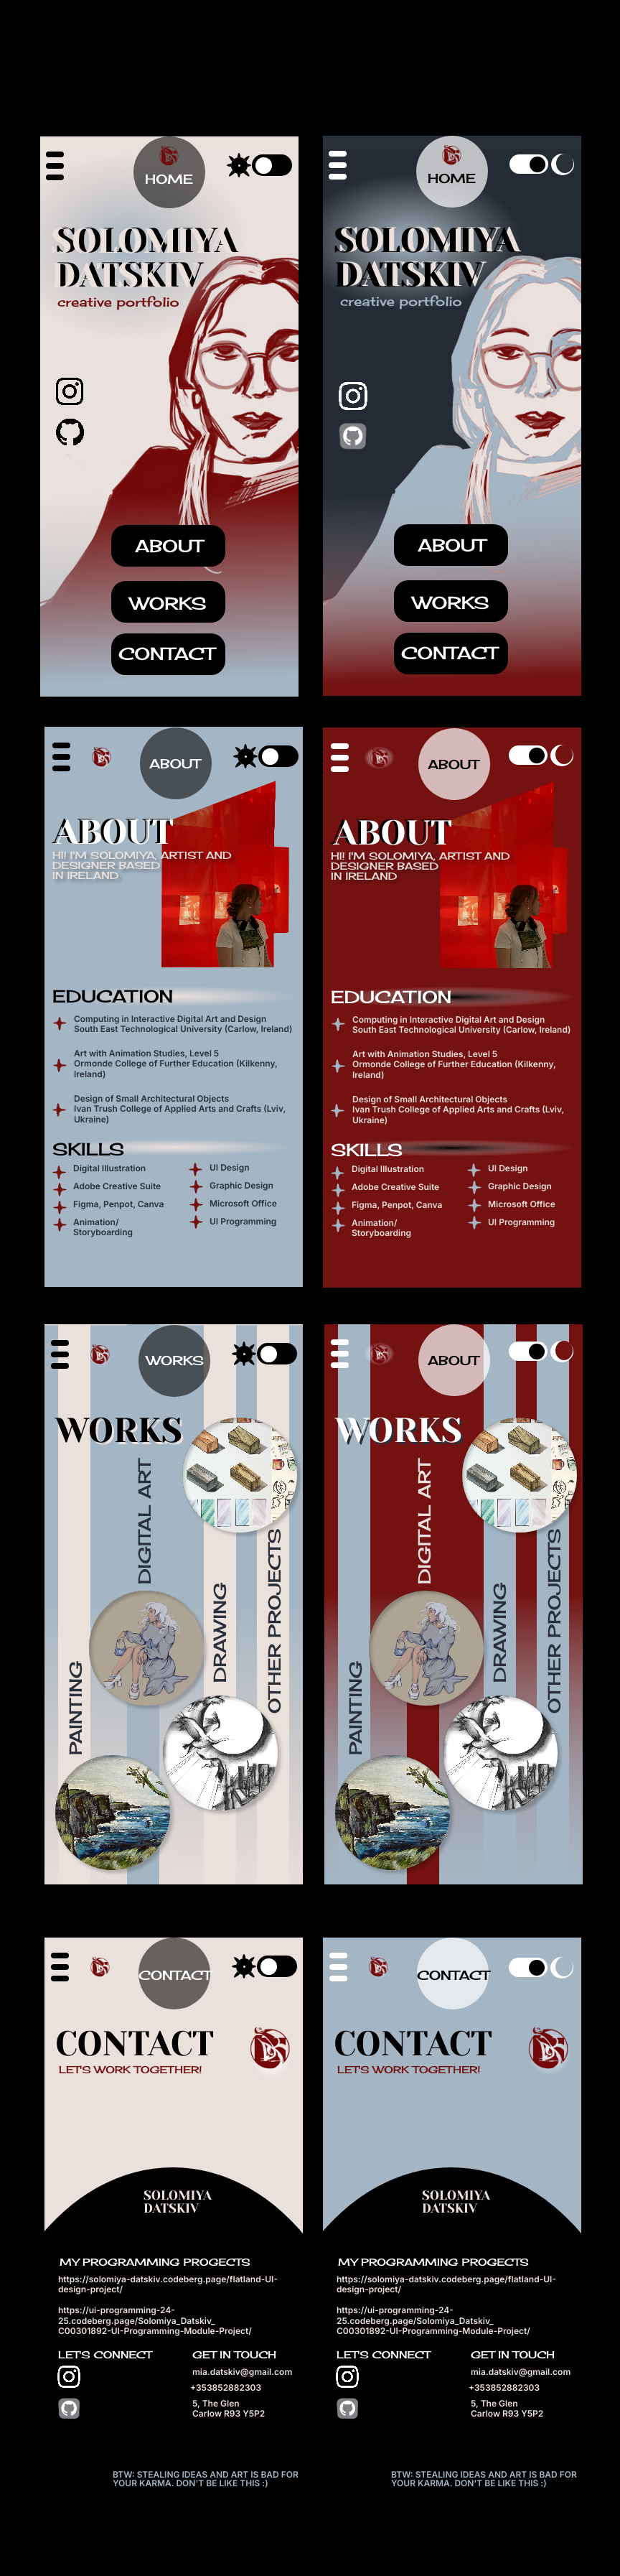 HOME
SOLOMIYA
DATSKIV
creative portfolio
ABOUT
WORKS
CONTACT
HOME
SOLOMIYA
DATSKIV
creative portfolio
ABOUT
WORKS
CONTACT
ABOUT
ABOUT
HI! I'M SOLOMIYA, ARTIST AND
DESIGNER BASED
IN IRELAND
EDUCATION
Computing in Interactive Digital Art and Design
South East Technological University (Carlow, Ireland)
Art with Animation Studies, Level 5
Ormonde College of Further Education (Kilkenny,
Ireland)
Design of Small Architectural Objects
Ivan Trush College of Applied Arts and Crafts (Lviv,
Ukraine)
SKILLS
Digital Illustration
Adobe Creative Suite
Figma, Penpot, Canva
Animation/
Storyboarding
UI Design
Graphic Design
Microsoft Office
UI Programming
ABOUT
ABOUT
HI! I'M SOLOMIYA, ARTIST AND
DESIGNER BASED
IN IRELAND
EDUCATION
Computing in Interactive Digital Art and Design
South East Technological University (Carlow, Ireland)
Art with Animation Studies, Level 5
Ormonde College of Further Education (Kilkenny,
Ireland)
Design of Small Architectural Objects
Ivan Trush College of Applied Arts and Crafts (Lviv,
Ukraine)
SKILLS
Digital Illustration
Adobe Creative Suite
Figma, Penpot, Canva
Animation/
Storyboarding
UI Design
Graphic Design
Microsoft Office
UI Programming
WORKS
WORKS
DIGITAL ART
OTHER PROJECTS
DRAWING
PAINTING
ABOUT
WORKS
DIGITAL ART
OTHER PROJECTS
DRAWING
PAINTING
CONTACT
CONTACT
LET'S WORK TOGETHER!
SOLOMIYA
DATSKIV
MY PROGRAMMING PROGECTS
https://solomiya-datskiv.codeberg.page/flatland-UI-
design-project/
https://ui-programming-24-
25.codeberg.page/Solomiya_Datskiv_
C00301892-UI-Programming-Module-Project/
LET'S CONNECT
GET IN TOUCH
mia.datskiv@gmail.com
+353852882303
5, The Glen
Carlow R93 Y5P2
BTW: STEALING IDEAS AND ART IS BAD FOR
YOUR KARMA. DON'T BE LIKE THIS :)
CONTACT
CONTACT
LET'S WORK TOGETHER!
SOLOMIYA
DATSKIV
MY PROGRAMMING PROGECTS
https://solomiya-datskiv.codeberg.page/flatland-UI-
design-project/
https://ui-programming-24-
25.codeberg.page/Solomiya_Datskiv_
C00301892-UI-Programming-Module-Project/
LET'S CONNECT
GET IN TOUCH
mia.datskiv@gmail.com
+353852882303
5, The Glen
Carlow R93 Y5P2
BTW: STEALING IDEAS AND ART IS BAD FOR
YOUR KARMA. DON'T BE LIKE THIS :)